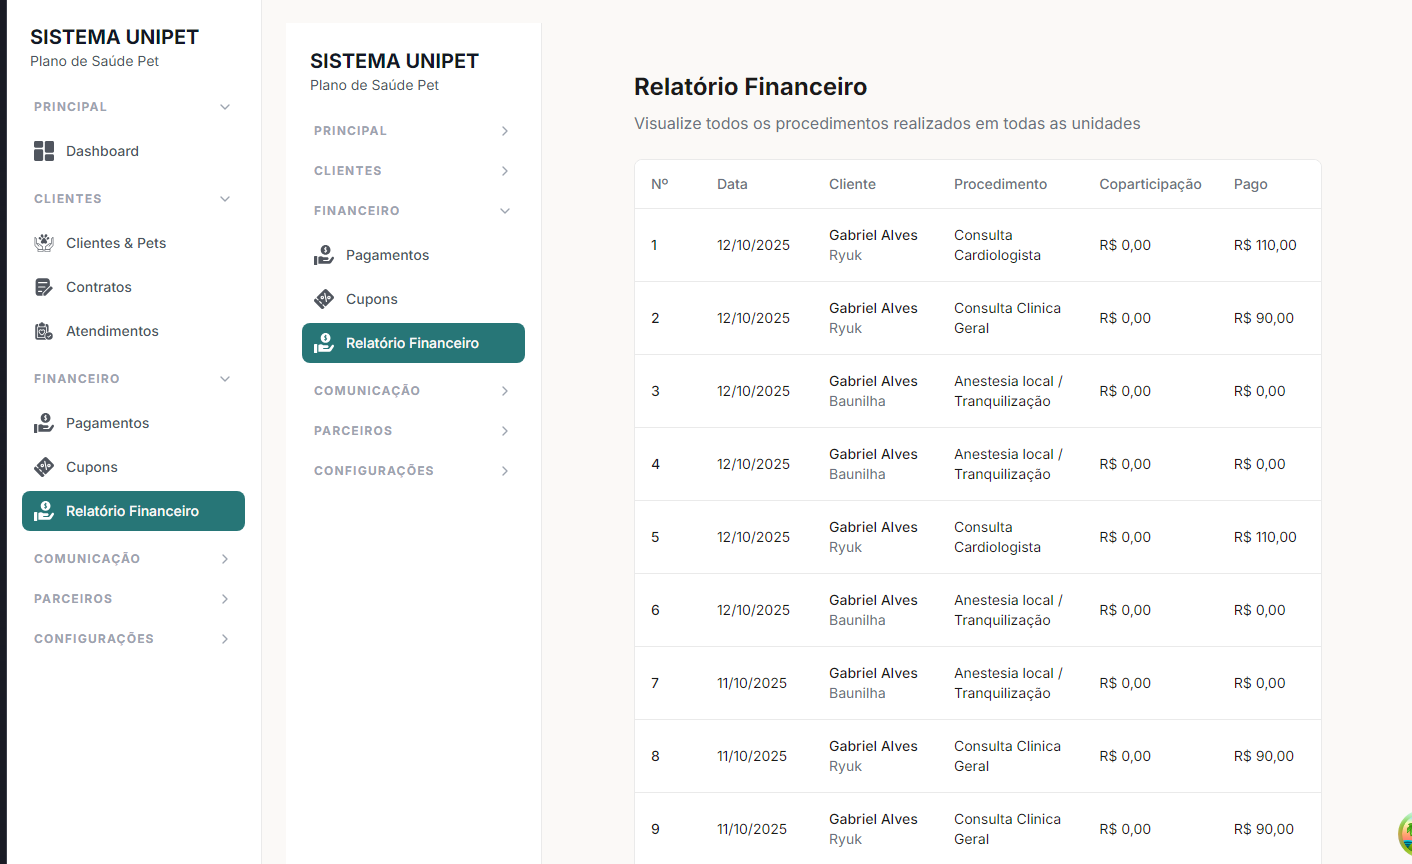 SISTEMA UNIPET
Plano de Saúde Pet
PRINCIPAL
Dashboard
CLIENTES
Clientes & Pets
Contratos
Atendimentos
FINANCEIRO
Pagamentos
Cupons
Relatório Financeiro
COMUNICAÇÃO
PARCEIROS
CONFIGURAÇÕES
SISTEMA UNIPET
Plano de Saúde Pet
PRINCIPAL
CLIENTES
FINANCEIRO
Pagamentos
Cupons
Relatório Financeiro
COMUNICAÇÃO
PARCEIROS
CONFIGURAÇÕES
Relatório Financeiro
Visualize todos os procedimentos realizados em todas as unidades
Nº Data Cliente Procedimento Coparticipação Pago
1 12/10/2025 Gabriel Alves Ryuk Consulta Cardiologista R$ 0,00 R$ 110,00
2 12/10/2025 Gabriel Alves Ryuk Consulta Clinica Geral R$ 0,00 R$ 90,00
3 12/10/2025 Gabriel Alves Baunilha Anestesia local / Tranquilização R$ 0,00 R$ 0,00
4 12/10/2025 Gabriel Alves Baunilha Anestesia local / Tranquilização R$ 0,00 R$ 0,00
5 12/10/2025 Gabriel Alves Ryuk Consulta Cardiologista R$ 0,00 R$ 110,00
6 12/10/2025 Gabriel Alves Baunilha Anestesia local / Tranquilização R$ 0,00 R$ 0,00
7 11/10/2025 Gabriel Alves Baunilha Anestesia local / Tranquilização R$ 0,00 R$ 0,00
8 11/10/2025 Gabriel Alves Ryuk Consulta Clinica Geral R$ 0,00 R$ 90,00
9 11/10/2025 Gabriel Alves Ryuk Consulta Clinica Geral R$ 0,00 R$ 90,00